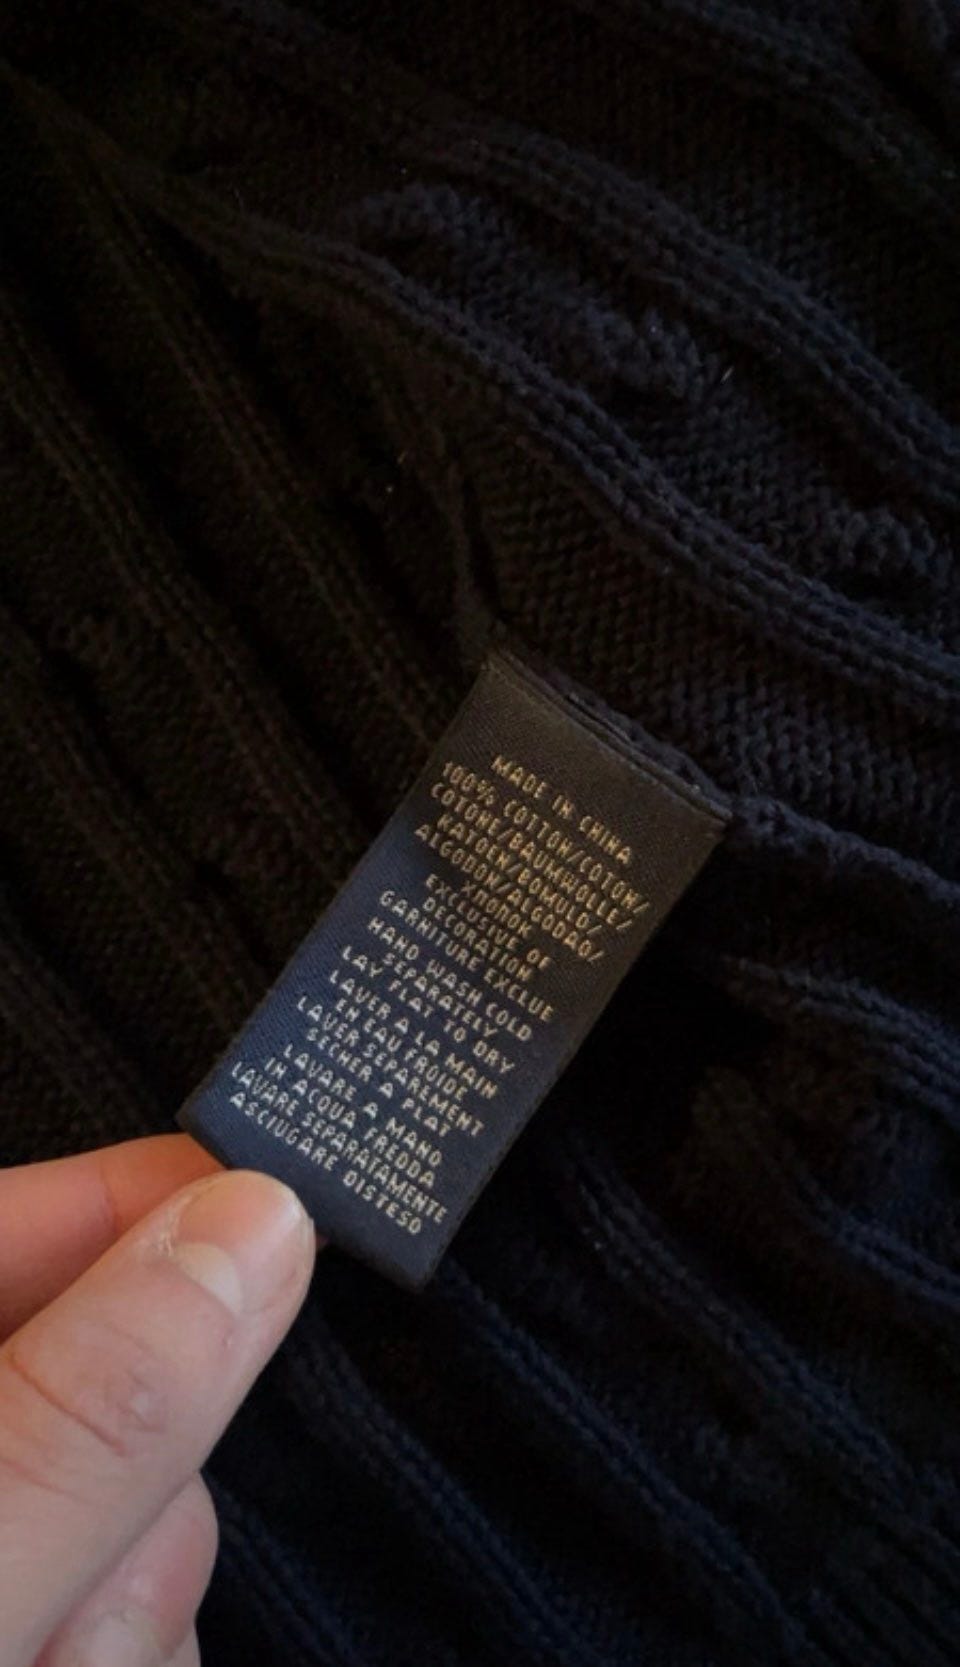 MADE IN CHINA
100% COTTON/COTON/
COTONE/BAUMWOLLE/
KATOEN/BOMULD/
ALGODON/ALGODAO/
ХЛОПОК
EXCLUSIVE OF
DECORATION
GARNITURE EXCLUE
HAND WASH COLD
SEPARATELY
LAY FLAT TO DRY
LAVER A LA MAIN
EN EAU FROIDE
LAVER SEPAREMENT
SECHER A PLAT
LAVARE A MANO
IN ACQUA FREDDA
LAVARE SEPARATAMENTE
ASCIUGARE DISTESO